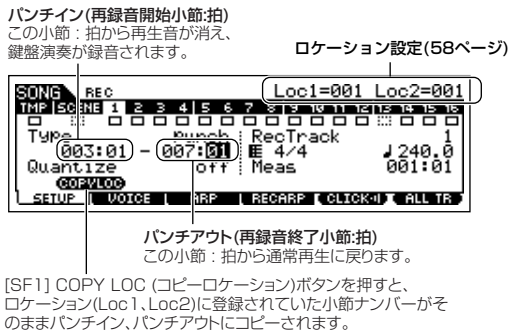 パンチイン(再録音開始小節:拍)
この小節：拍から再生音が消え、
鍵盤演奏が録音されます。
ロケーション設定(58ページ)
SONG REC Loc1=001 Loc2=001
TMP SCENE 1 2 3 4 5 6 7 8 9 10 11 12 13 14 15 16
Type Punch RecTrack 1
003:01 - 007:01 4/4 ♩240.0
Quantize off Meas 001:01
COPYLOC
SETUP VOICE ARP RECARP CLICK ALL TR
パンチアウト(再録音終了小節:拍)
この小節：拍から通常再生に戻ります。
[SF1] COPY LOC (コピーロケーション)ボタンを押すと、
ロケーション(Loc1、Loc2)に登録されていた小節ナンバーがそ
のままパンチイン、パンチアウトにコピーされます。